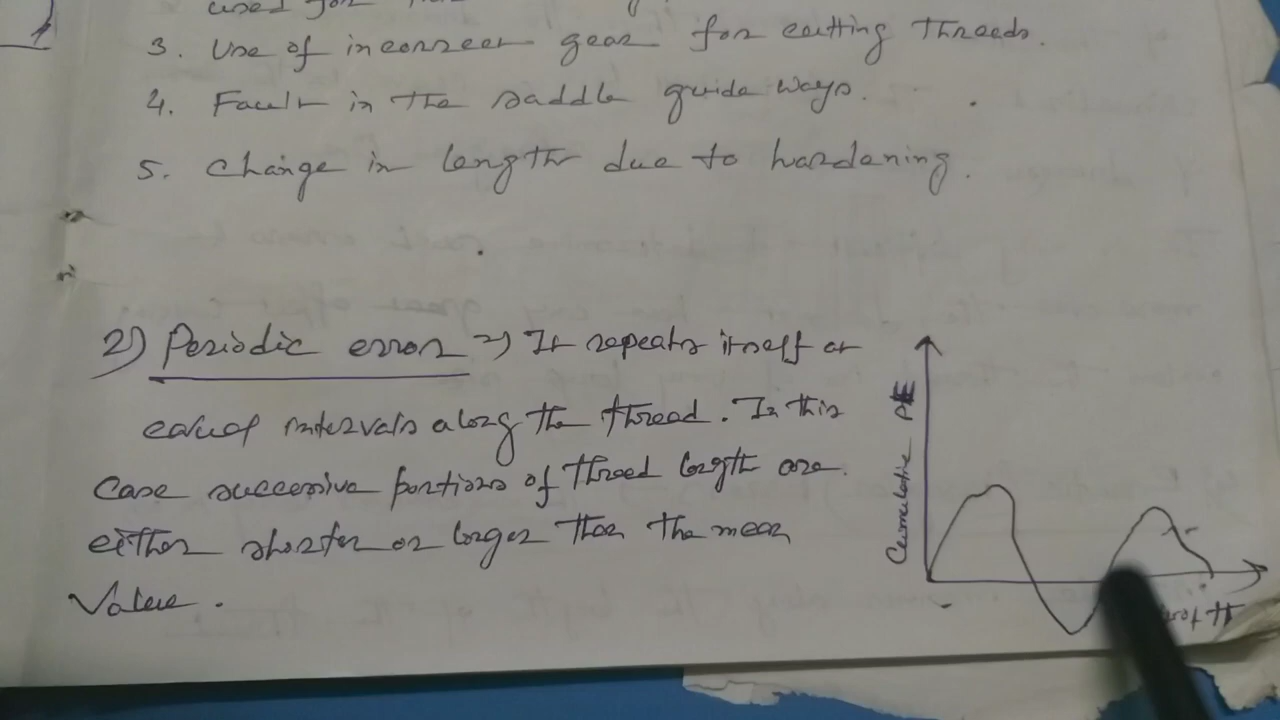 used for
3. Use of incorrect gear for cutting threads.
4. Fault in the saddle guide ways.
5. Change in length due to hardening.
2) Periodic error => It repeats itself at
equal intervals along the thread. In this
case successive portions of thread length are
either shorter or longer than the mean
Value.
Cumulative PE